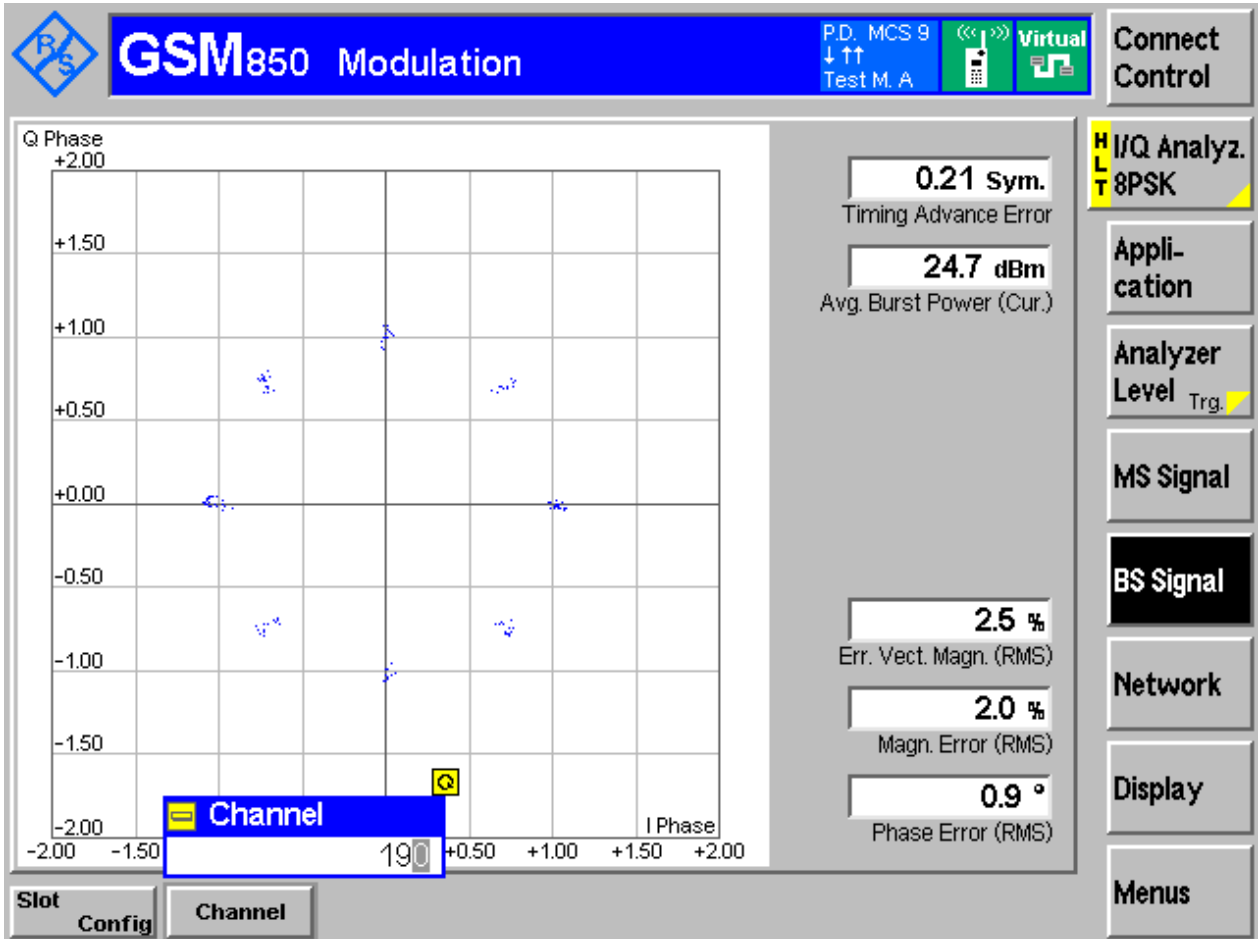 R/S
GSM850 Modulation
P.D. MCS 9
↓ ↑↑
Test M. A
Virtual
Connect
Control
Q Phase
+2.00
+1.50
+1.00
+0.50
+0.00
-0.50
-1.00
-1.50
-2.00
I Phase
-2.00 -1.50 +0.50 +1.00 +1.50 +2.00
Q
Channel
190
0.21 Sym.
Timing Advance Error
24.7 dBm
Avg. Burst Power (Cur.)
2.5 %
Err. Vect. Magn. (RMS)
2.0 %
Magn. Error (RMS)
0.9 °
Phase Error (RMS)
HLT
I/Q Analyz.
8PSK
Appli-
cation
Analyzer
Level Trg.
MS Signal
BS Signal
Network
Display
Menus
Slot
Config
Channel